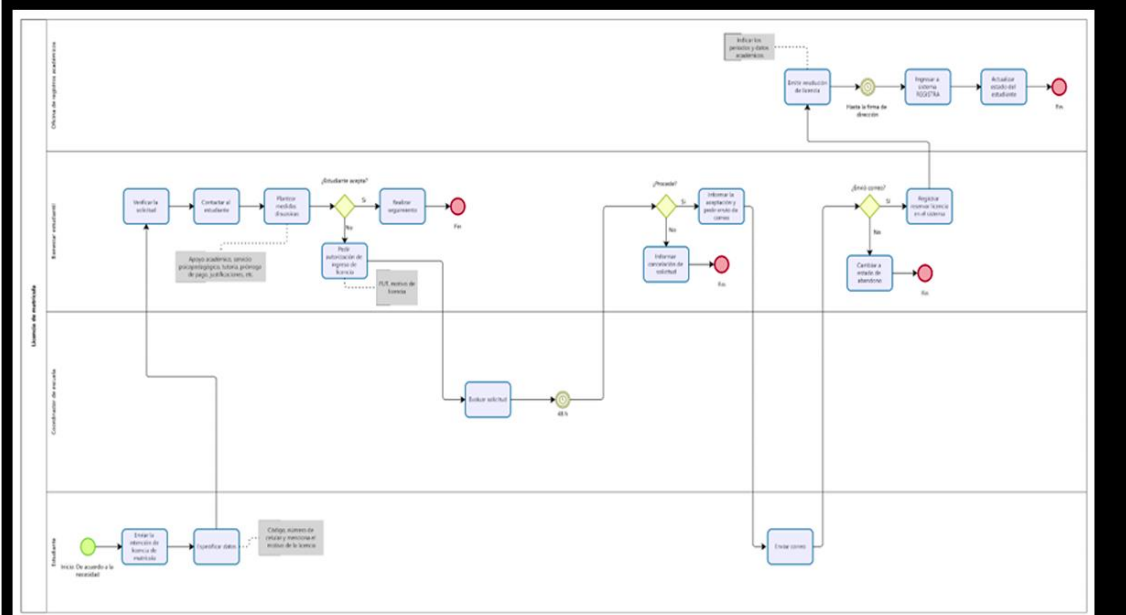 Licencia de matrícula
Oficina de registros académicos
Indicar los
periodos y datos
académicos.
Emitir resolución
de licencia
Hasta la firma de
dirección
Ingresar a
sistema
REGISTRA
Actualizar
estado del
estudiante
Fin
Bienestar estudiantil
Verificar la
solicitud
Contactar al
estudiante
Plantear
medidas
disuasivas
¿Estudiante acepta?
Si
Realizar
seguimiento
Fin
No
Pedir
autorización de
ingreso de
licencia
Apoyo académico, servicio
psicopedagógico, tutoría, prórroga
de pago, justificaciones, etc.
FUT, motivo de
licencia
¿Procede?
Si
Informar la
aceptación y
pedir envío de
correo
No
Informar
cancelación de
solicitud
Fin
¿Envió correo?
Si
Registrar
reservar licencia
en el sistema
No
Cambiar a
estado de
abandono
Fin
Coordinador de escuela
Evaluar solicitud
48 h
Estudiante
Inicio: De acuerdo a la
necesidad
Enviar la
intención de
licencia de
matrícula
Especificar datos
Código, número de
celular y menciona el
motivo de la licencia
Enviar correo